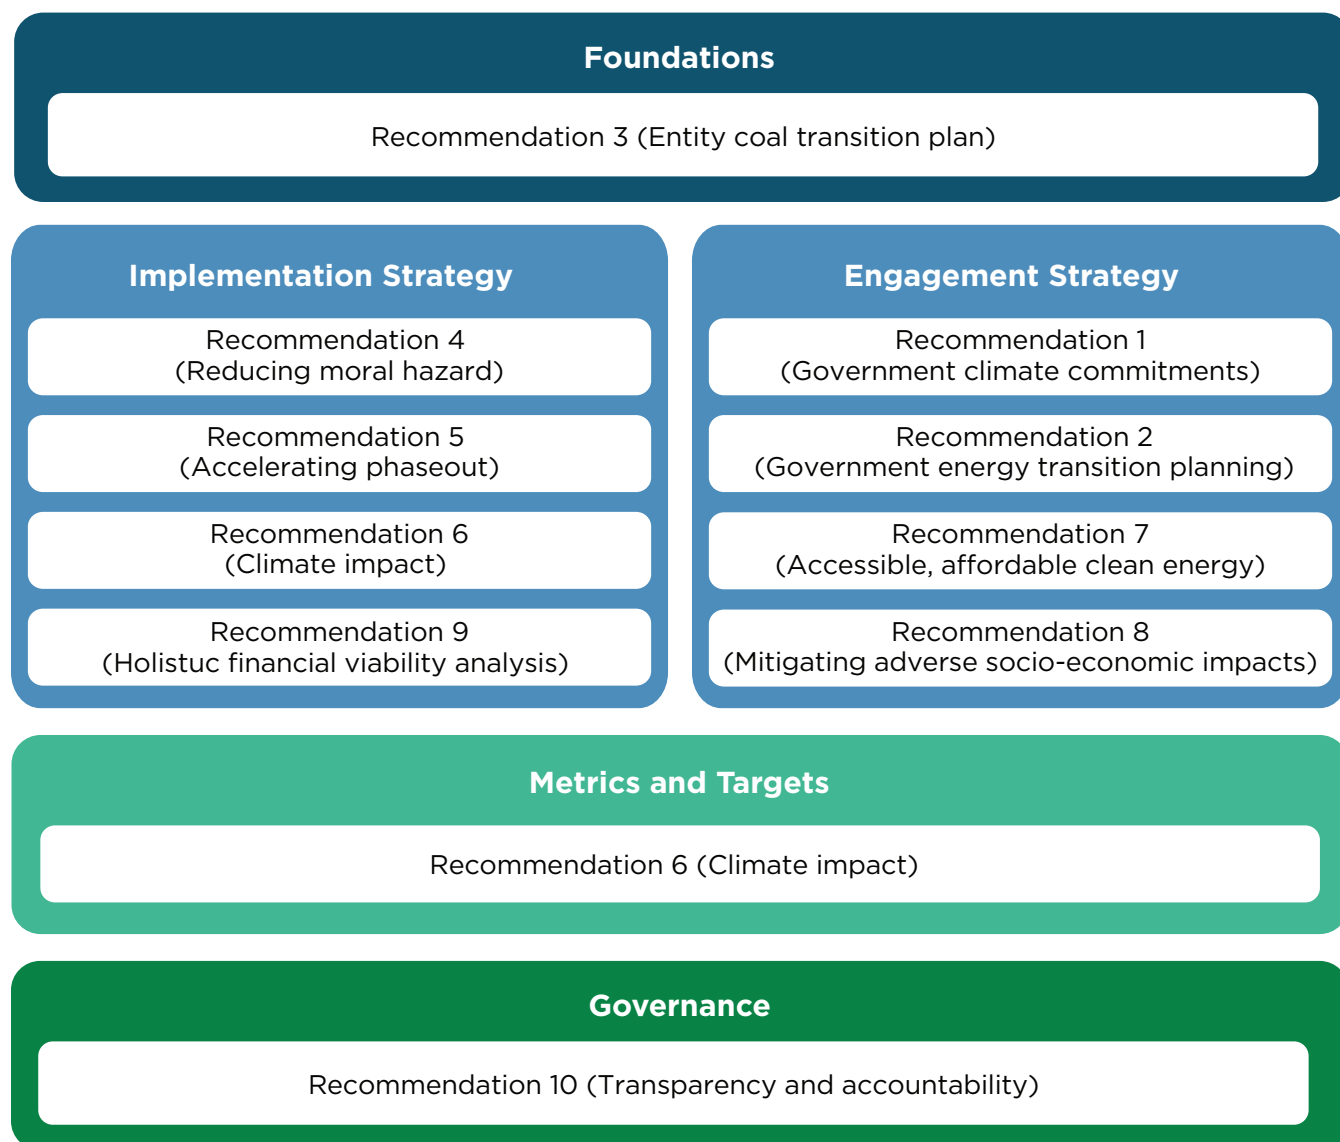 Foundations
Recommendation 3 (Entity coal transition plan)
Implementation Strategy
Recommendation 4
(Reducing moral hazard)
Recommendation 5
(Accelerating phaseout)
Recommendation 6
(Climate impact)
Recommendation 9
(Holistuc financial viability analysis)
Engagement Strategy
Recommendation 1
(Government climate commitments)
Recommendation 2
(Government energy transition planning)
Recommendation 7
(Accessible, affordable clean energy)
Recommendation 8
(Mitigating adverse socio-economic impacts)
Metrics and Targets
Recommendation 6 (Climate impact)
Governance
Recommendation 10 (Transparency and accountability)